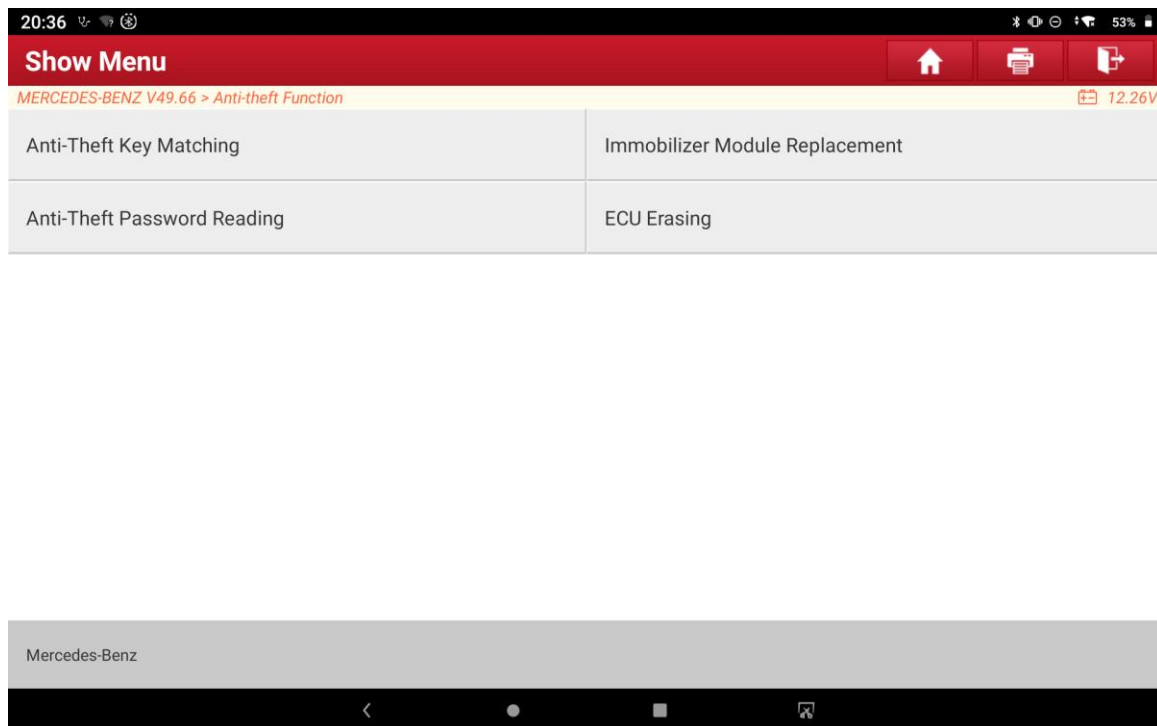 20:36 53%
Show Menu
MERCEDES-BENZ V49.66 > Anti-theft Function 12.26V
Anti-Theft Key Matching Immobilizer Module Replacement
Anti-Theft Password Reading ECU Erasing
Mercedes-Benz